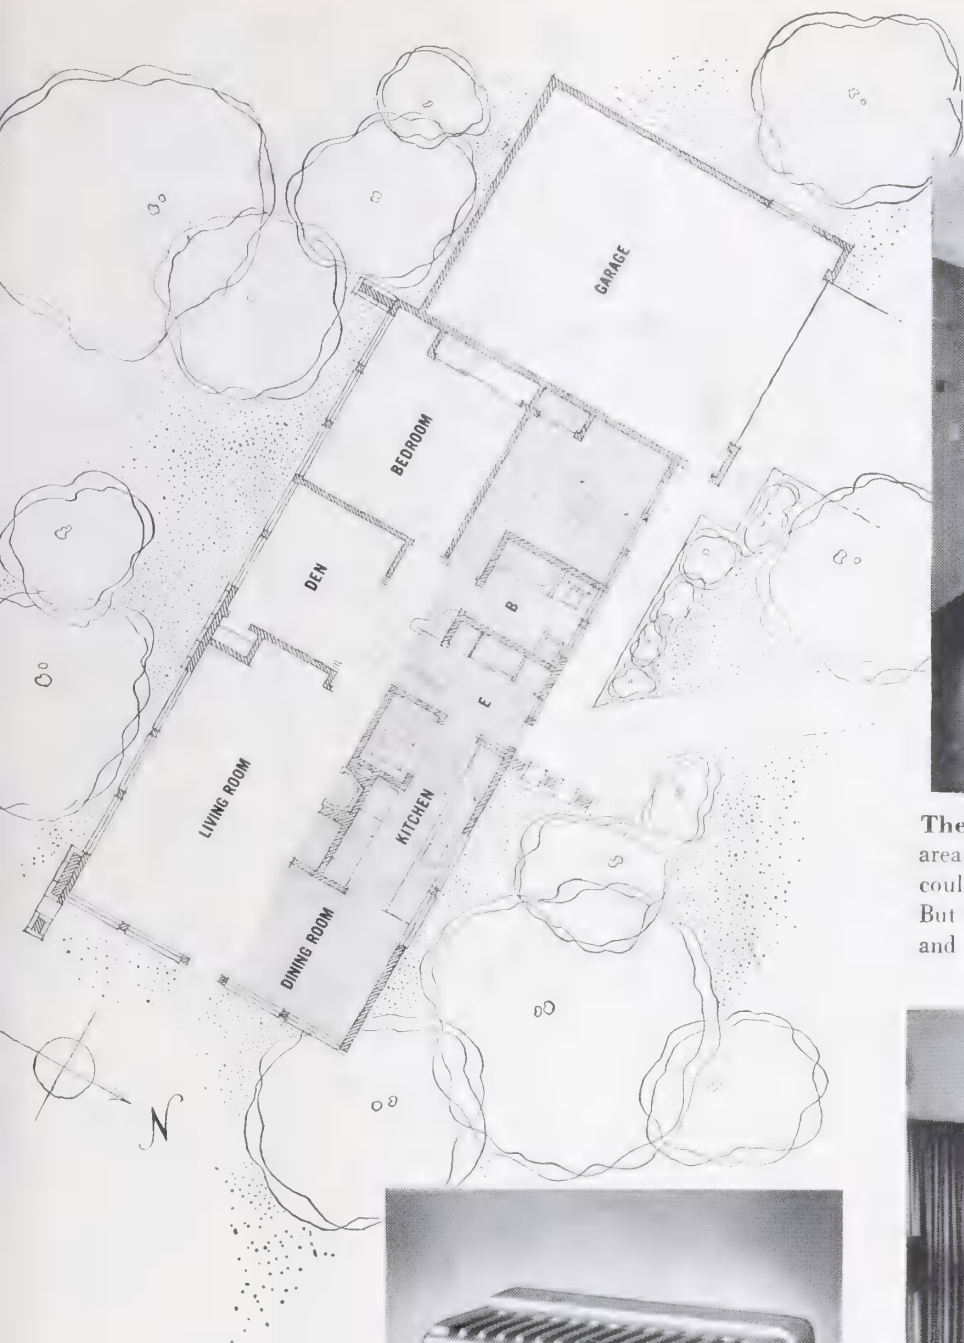 GARAGE
BEDROOM
DEN
B
E
LIVING ROOM
KITCHEN
DINING ROOM
N
The
area
coul
But
and